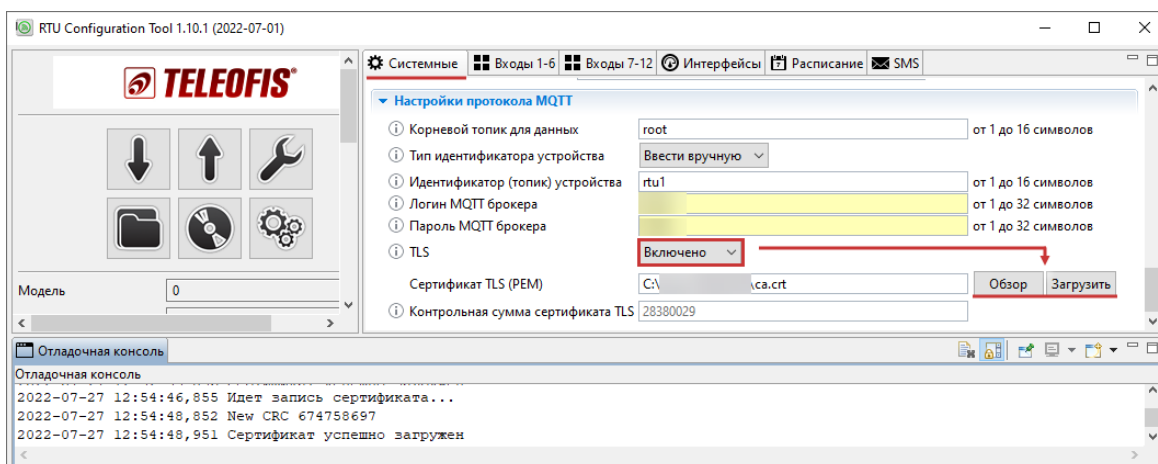 RTU Configuration Tool 1.10.1 (2022-07-01)
TELEOFIS®
Модель 0
Системные Входы 1-6 Входы 7-12 Интерфейсы Расписание SMS
Настройки протокола MQTT
Корневой топик для данных root от 1 до 16 символов
Тип идентификатора устройства Ввести вручную
Идентификатор (топик) устройства rtu1 от 1 до 16 символов
Логин MQTT брокера от 1 до 32 символов
Пароль MQTT брокера от 1 до 32 символов
TLS Включено
Сертификат TLS (PEM) C:\ \ca.crt Обзор Загрузить
Контрольная сумма сертификата TLS 28380029
Отладочная консоль
Отладочная консоль
2022-07-27 12:54:46,855 Идет запись сертификата...
2022-07-27 12:54:48,852 New CRC 674758697
2022-07-27 12:54:48,951 Сертификат успешно загружен